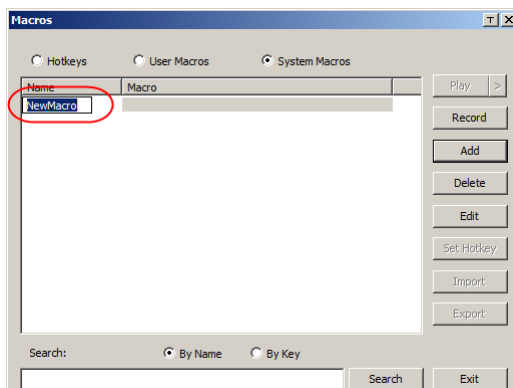 Macros
Hotkeys User Macros System Macros
Name Macro
NewMacro
Play >
Record
Add
Delete
Edit
Set Hotkey
Import
Export
Search: By Name By Key
Search Exit